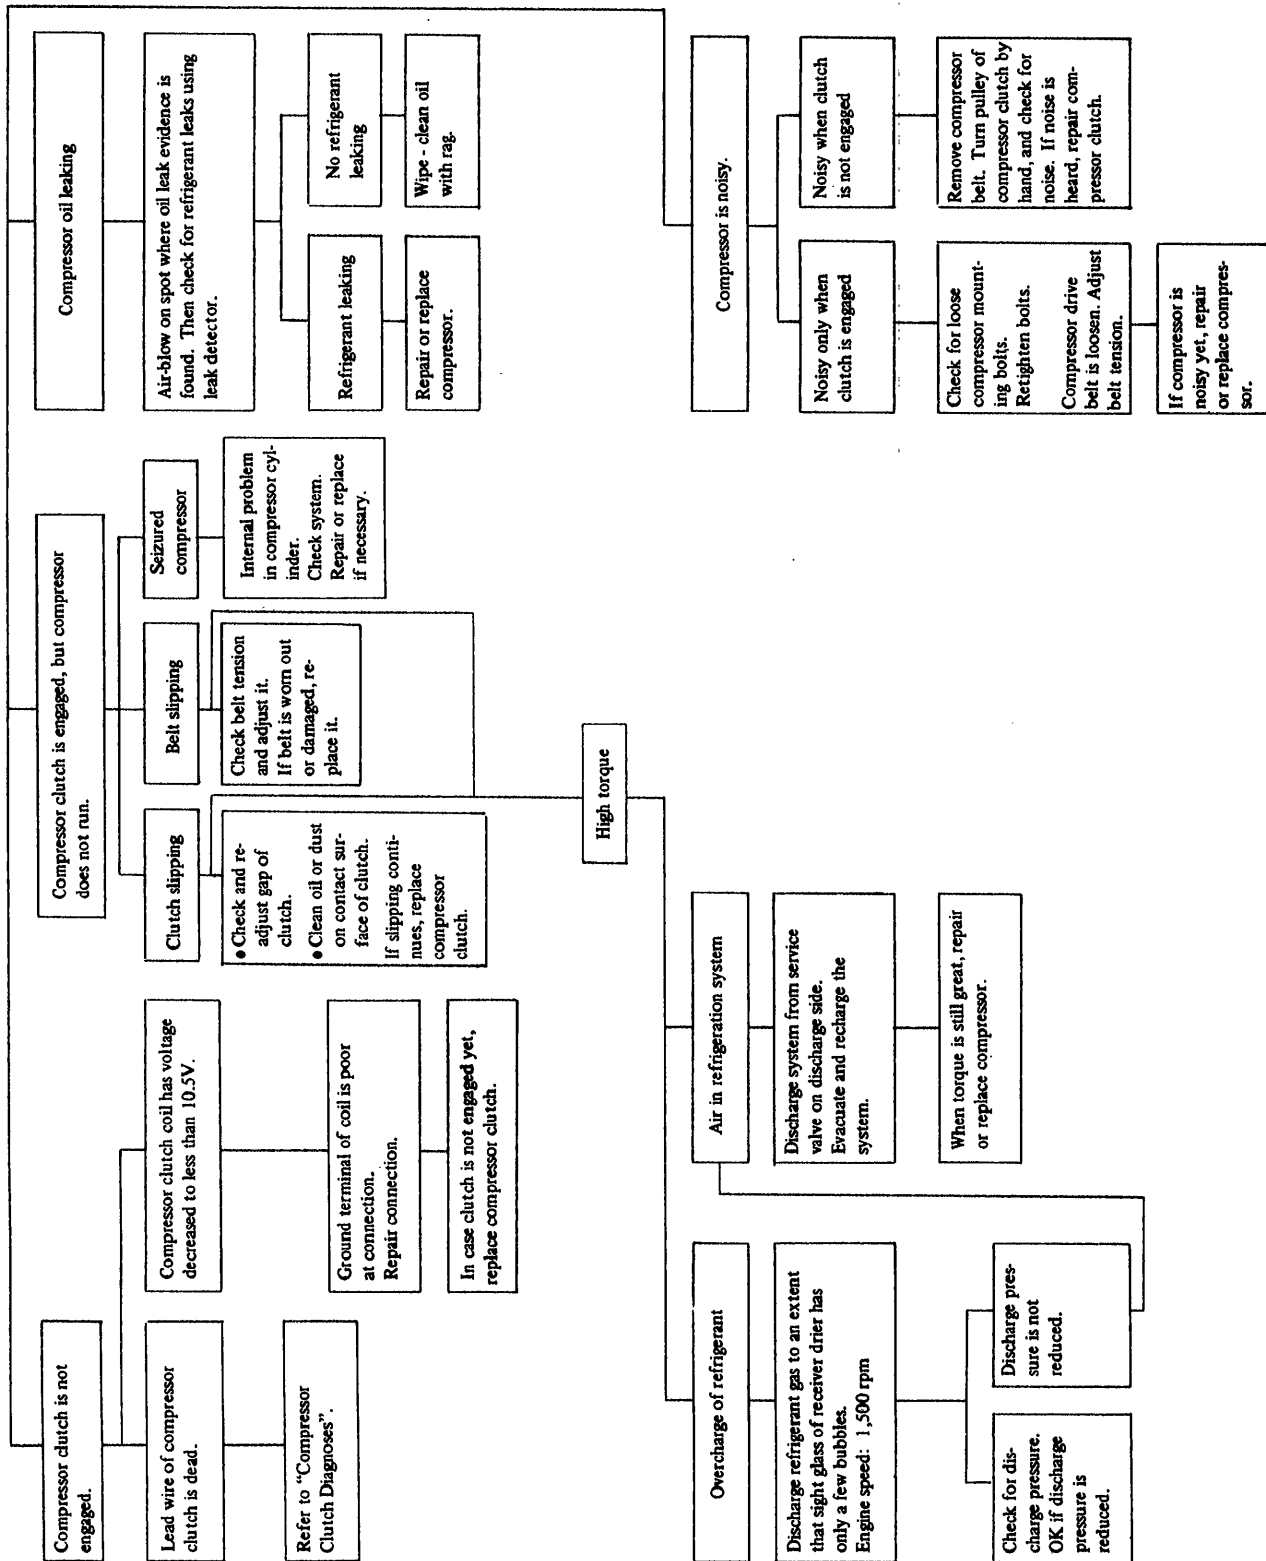 Compressor clutch is not
engaged.
Lead wire of compressor
clutch is dead.
Refer to “Compressor
Clutch Diagnoses”.
Compressor clutch coil has voltage
decreased to less than 10.5V.
Ground terminal of coil is poor
at connection.
Repair connection.
In case clutch is not engaged yet,
replace compressor clutch.
Compressor clutch is engaged, but compressor
does not run.
Clutch slipping
● Check and re-
adjust gap of
clutch.
● Clean oil or dust
on contact sur-
face of clutch.
If slipping conti-
nues, replace
compressor
clutch.
Belt slipping
Check belt tension
and adjust it.
If belt is worn out
or damaged, re-
place it.
Seizured
compressor
Internal problem
in compressor cyl-
inder.
Check system.
Repair or replace
if necessary.
Compressor oil leaking
Air-blow on spot where oil leak evidence is
found. Then check for refrigerant leaks using
leak detector.
Refrigerant leaking
Repair or replace
compressor.
No refrigerant
leaking
Wipe - clean oil
with rag.
High torque
Overcharge of refrigerant
Discharge refrigerant gas to an extent
that sight glass of receiver drier has
only a few bubbles.
Engine speed: 1,500 rpm
Check for dis-
charge pressure.
OK if discharge
pressure is
reduced.
Discharge pres-
sure is not
reduced.
Air in refrigeration system
Discharge system from service
valve on discharge side.
Evacuate and recharge the
system.
When torque is still great, repair
or replace compressor.
Compressor is noisy.
Noisy only when
clutch is engaged
Check for loose
compressor mount-
ing bolts.
Retighten bolts.
Compressor drive
belt is loosen. Adjust
belt tension.
If compressor is
noisy yet, repair
or replace compres-
sor.
Noisy when clutch
is not engaged
Remove compressor
belt. Turn pulley of
compressor clutch by
hand, and check for
noise. If noise is
heard, repair com-
pressor clutch.